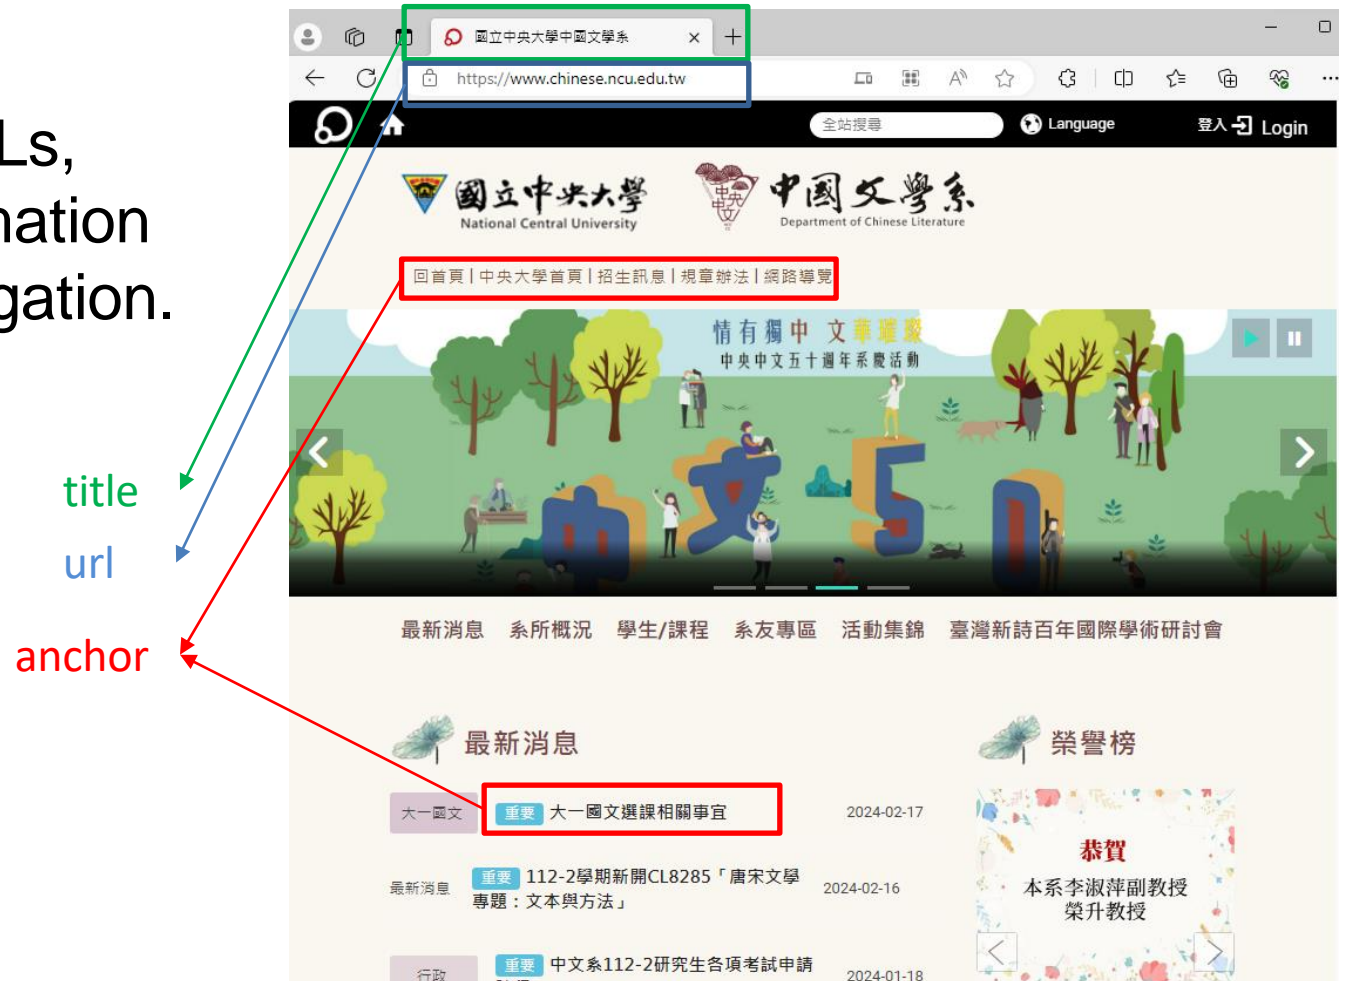 國立中央大學中國文學系
https://www.chinese.ncu.edu.tw
全站搜尋
Language
登入 Login
Ls,
nation
gation.
國立中央大學
National Central University
中國文學系
Department of Chinese Literature
回首頁|中央大學首頁|招生訊息|規章辦法|網路導覽
情有獨中 文華璀璨
中央中文五十週年系慶活動
中文50
title
url
anchor
最新消息 系所概況 學生/課程 系友專區 活動集錦 臺灣新詩百年國際學術研討會
最新消息
榮譽榜
大一國文 重要 大一國文選課相關事宜 2024-02-17
最新消息 重要 112-2學期新開CL8285「唐宋文學
專題：文本與方法」 2024-02-16
行政 重要 中文系112-2研究生各項考試申請
2024-01-18
恭賀
本系李淑萍副教授
榮升教授